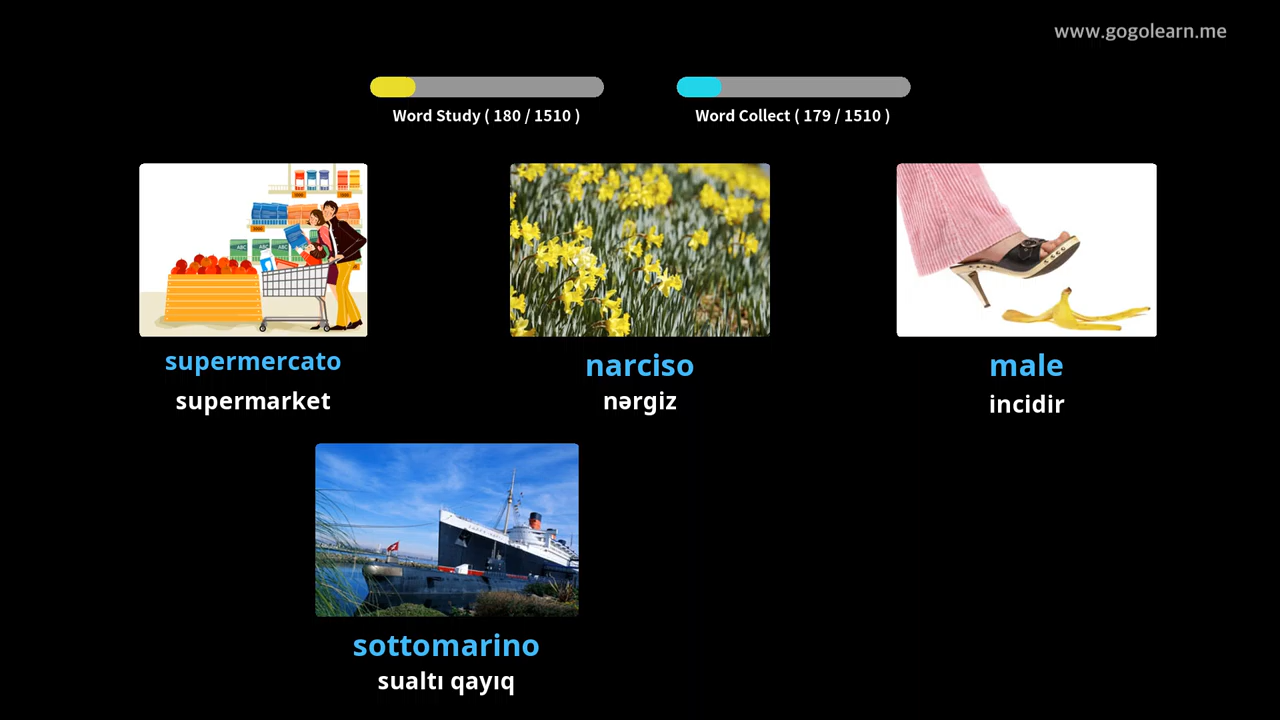 www.gogolearn.me
Word Study ( 180 / 1510 )
Word Collect ( 179 / 1510 )
supermercato
supermarket
narciso
nərgiz
male
incidir
sottomarino
sualtı qayıq